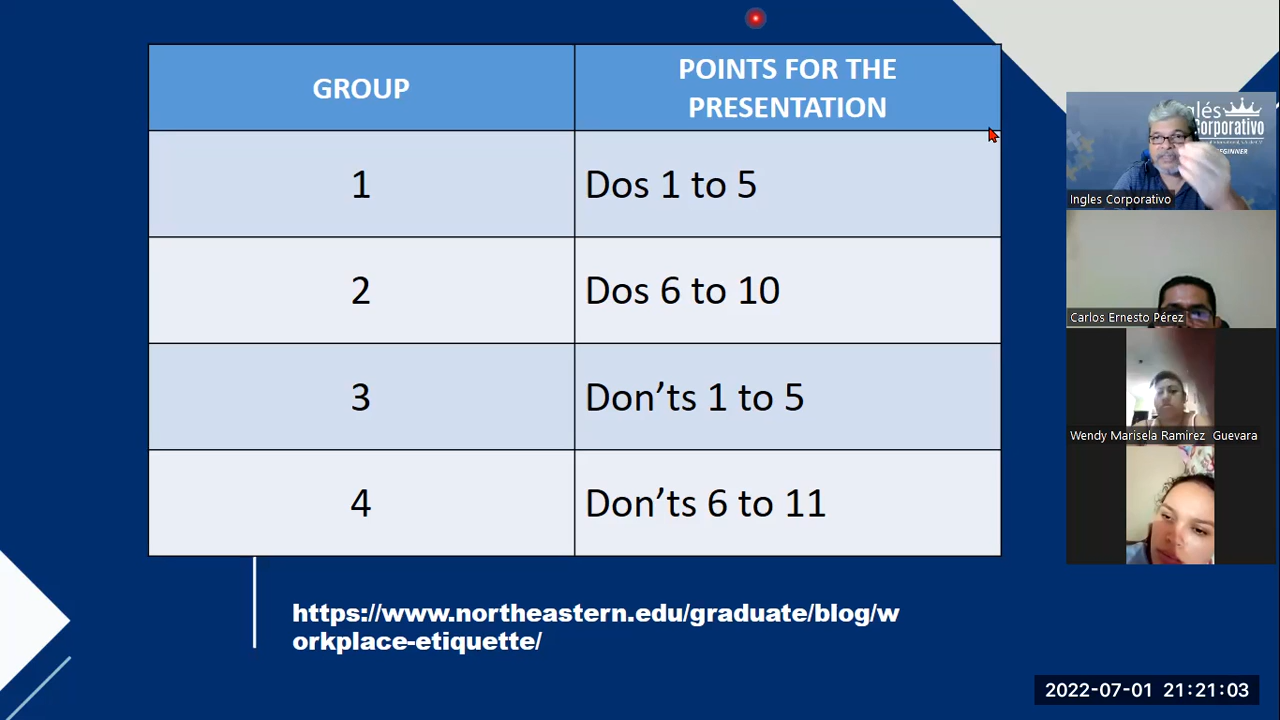 GROUP
POINTS FOR THE
PRESENTATION
1
Dos 1 to 5
2
Dos 6 to 10
3
Don’ts 1 to 5
4
Don’ts 6 to 11
https://www.northeastern.edu/graduate/blog/w
orkplace-etiquette/
Ingles Corporativo
Carlos Ernesto Pérez
Wendy Marisela Ramirez Guevara
2022-07-01 21:21:03